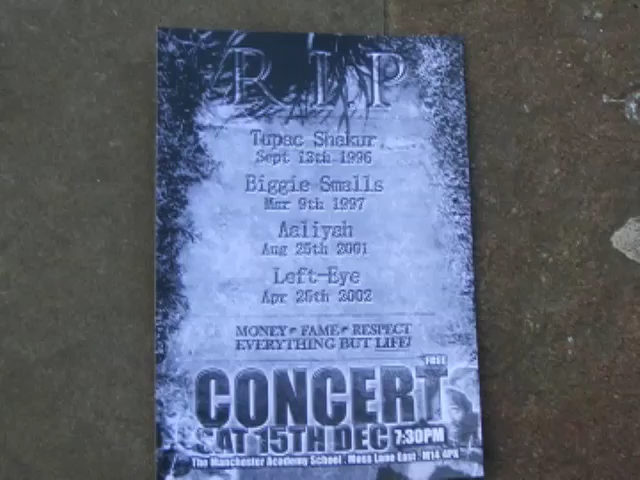 R.I.P
Tupac Shakur
Sept 13th 1996
Biggie Smalls
Mar 9th 1997
Aaliyah
Aug 25th 2001
Left-Eye
Apr 25th 2002
MONEY FAME RESPECT
EVERYTHING BUT LIFE!
FREE
CONCERT
SAT 15TH DEC 7:30PM
The Manchester Academy School . Moss Lane East . M14 4PX